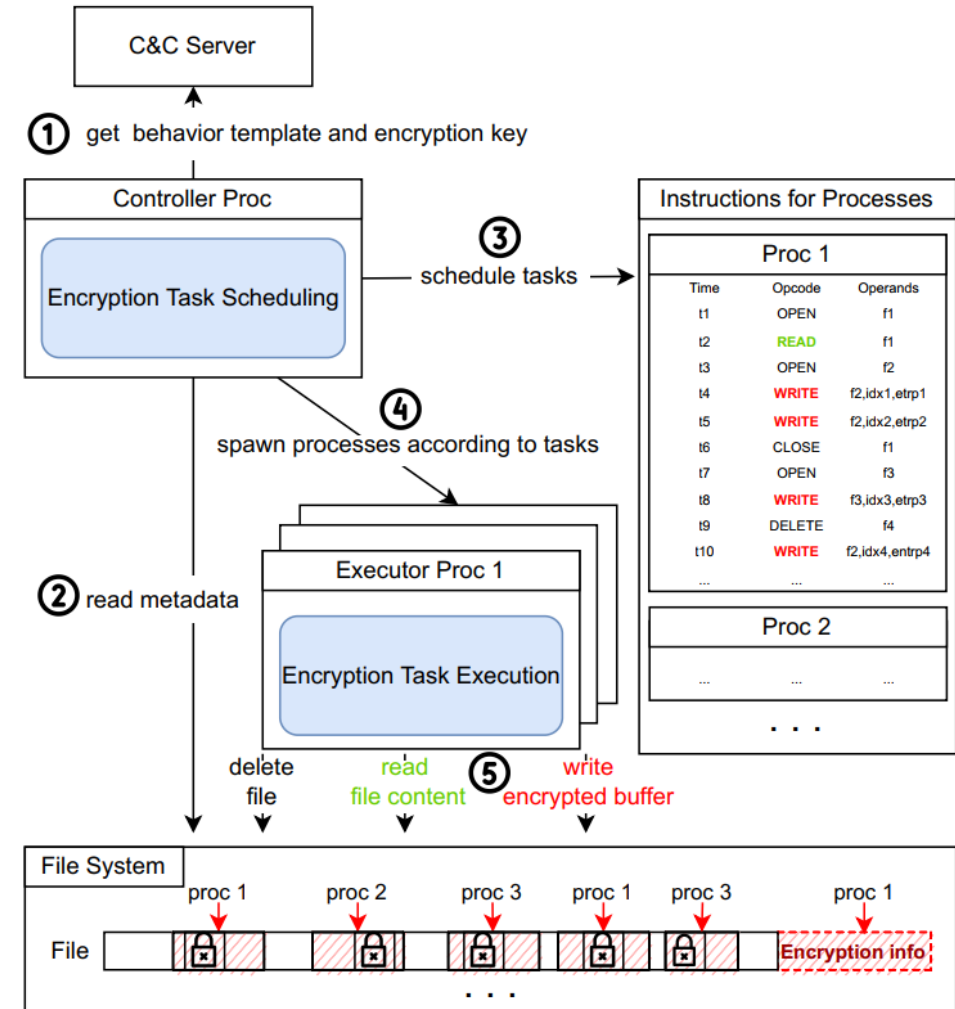 C&C Server
① get behavior template and encryption key
Controller Proc
Encryption Task Scheduling
③
schedule tasks
Instructions for Processes
Proc 1
Time Opcode Operands
t1 OPEN f1
t2 READ f1
t3 OPEN f2
t4 WRITE f2,idx1,etrp1
t5 WRITE f2,idx2,etrp2
t6 CLOSE f1
t7 OPEN f3
t8 WRITE f3,idx3,etrp3
t9 DELETE f4
t10 WRITE f2,idx4,entrp4
... ... ...
Proc 2
... ... ...
. . .
④
spawn processes according to tasks
② read metadata
Executor Proc 1
Encryption Task Execution
delete
file
read
file content
⑤
write
encrypted buffer
File System
proc 1 proc 2 proc 3 proc 1 proc 3 proc 1
File
Encryption info
. . .